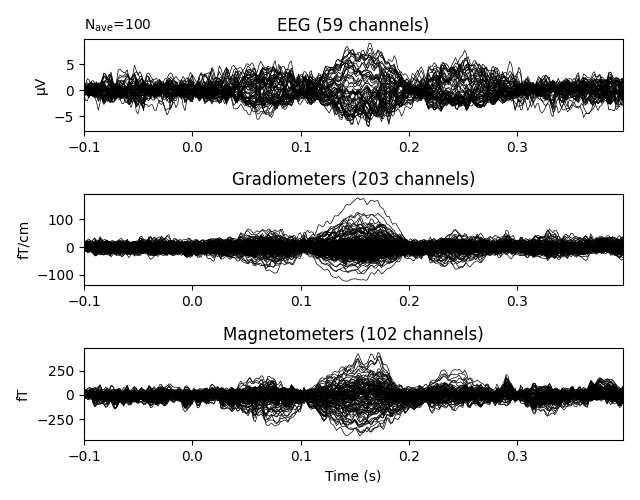 N_ave=100
EEG (59 channels)
µV
5
0
−5
−0.1 0.0 0.1 0.2 0.3
Gradiometers (203 channels)
fT/cm
100
0
−100
−0.1 0.0 0.1 0.2 0.3
Magnetometers (102 channels)
fT
250
0
−250
−0.1 0.0 0.1 0.2 0.3
Time (s)